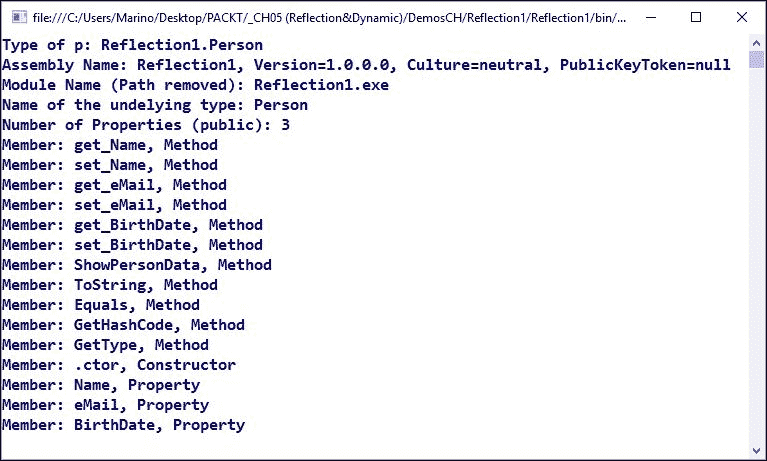 file:///C:/Users/Marino/Desktop/PACKT/_CH05 (Reflection&Dynamic)/DemosCH/Reflection1/Reflection1/bin/...
Type of p: Reflection1.Person
Assembly Name: Reflection1, Version=1.0.0.0, Culture=neutral, PublicKeyToken=null
Module Name (Path removed): Reflection1.exe
Name of the undelying type: Person
Number of Properties (public): 3
Member: get_Name, Method
Member: set_Name, Method
Member: get_eMail, Method
Member: set_eMail, Method
Member: get_BirthDate, Method
Member: set_BirthDate, Method
Member: ShowPersonData, Method
Member: ToString, Method
Member: Equals, Method
Member: GetHashCode, Method
Member: GetType, Method
Member: .ctor, Constructor
Member: Name, Property
Member: eMail, Property
Member: BirthDate, Property